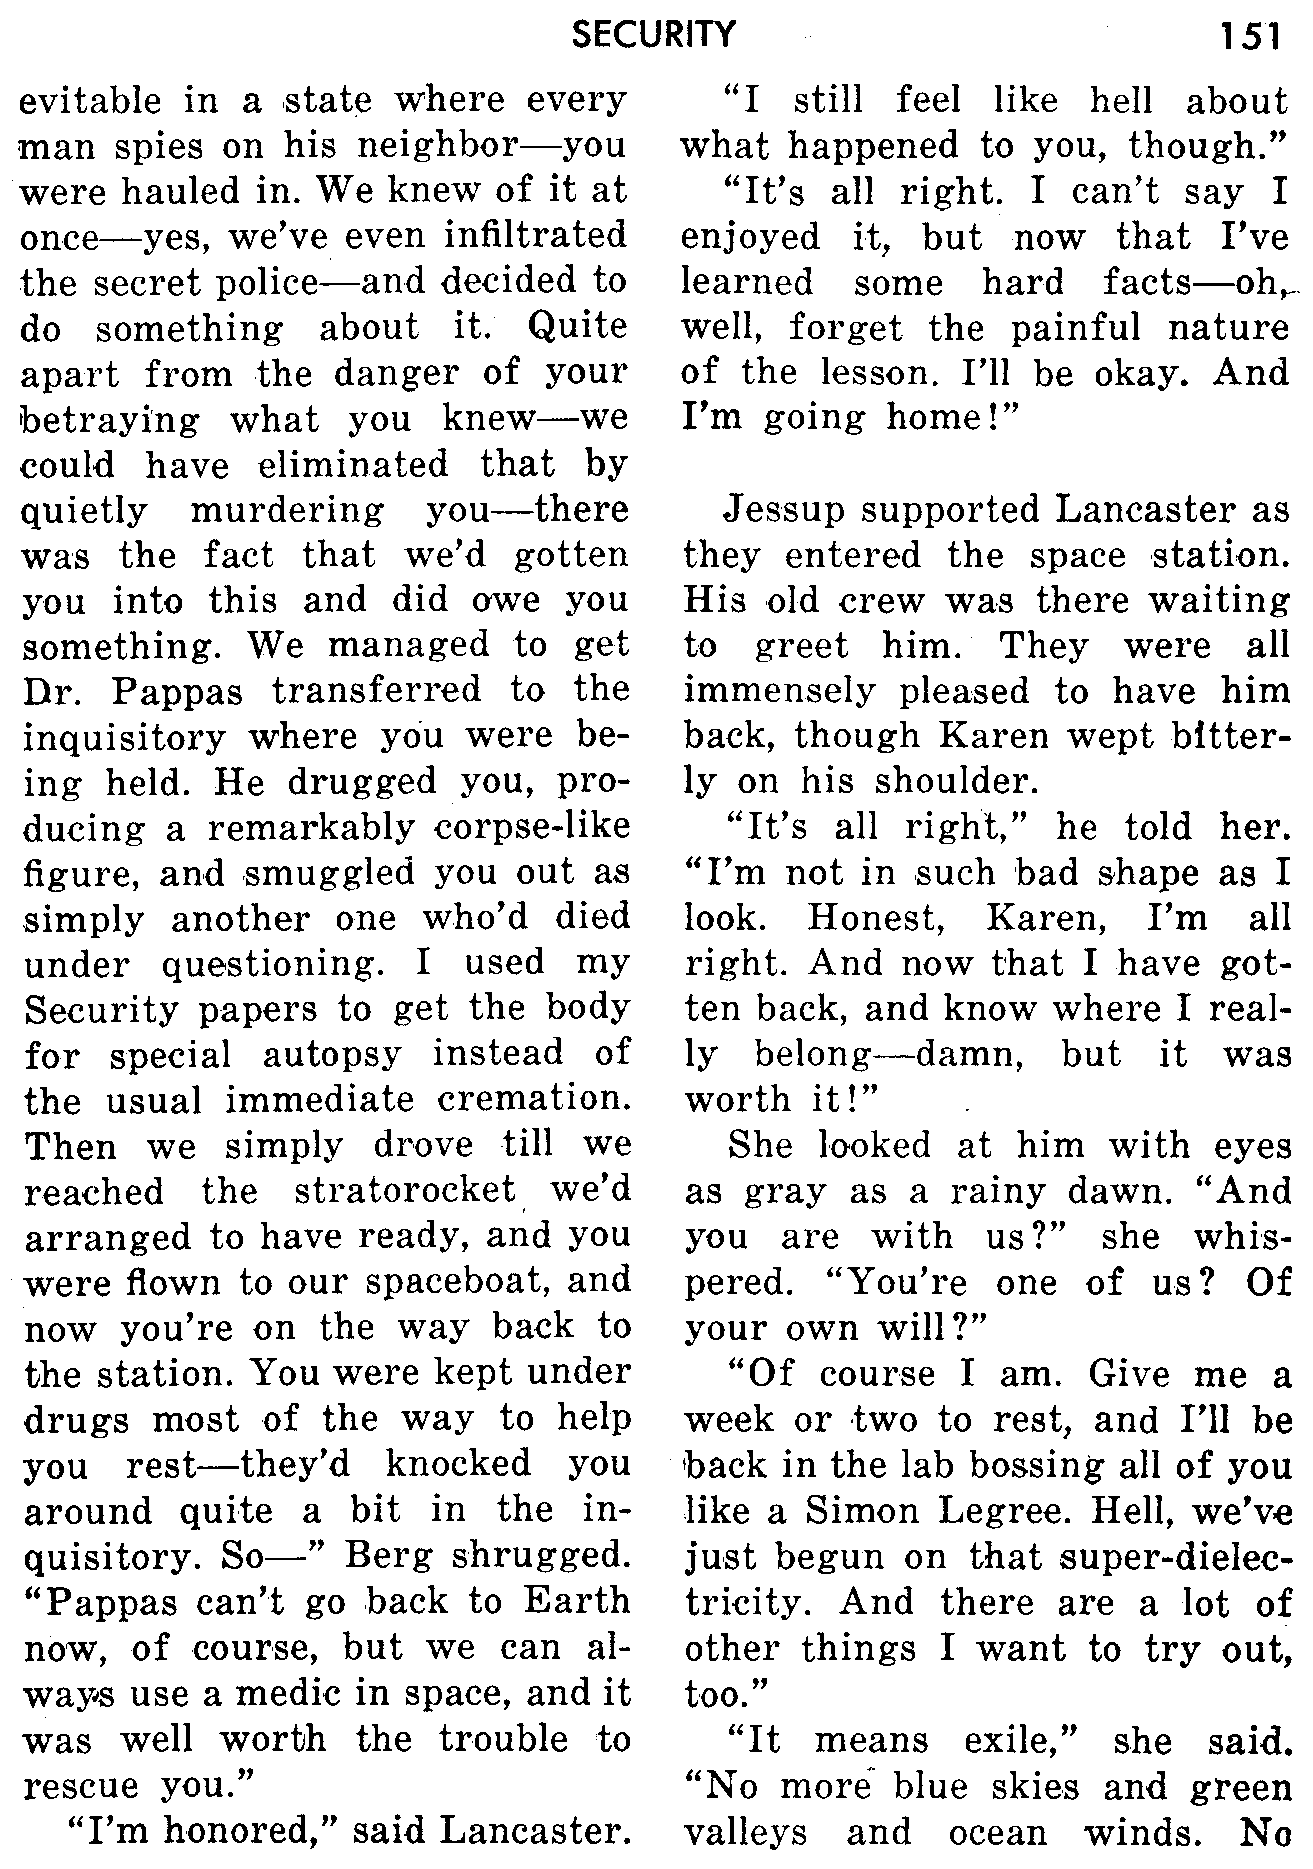 SECURITY 151
evitable in a state where every
man spies on his neighbor—you
were hauled in. We knew of it at
once—yes, we've even infiltrated
the secret police—and decided to
do something about it. Quite
apart from the danger of your
betraying what you knew—we
could have eliminated that by
quietly murdering you—there
was the fact that we'd gotten
you into this and did owe you
something. We managed to get
Dr. Pappas transferred to the
inquisitory where you were be-
ing held. He drugged you, pro-
ducing a remarkably corpse-like
figure, and smuggled you out as
simply another one who'd died
under questioning. I used my
Security papers to get the body
for special autopsy instead of
the usual immediate cremation.
Then we simply drove till we
reached the stratorocket we'd
arranged to have ready, and you
were flown to our spaceboat, and
now you're on the way back to
the station. You were kept under
drugs most of the way to help
you rest—they'd knocked you
around quite a bit in the in-
quisitory. So—" Berg shrugged.
"Pappas can't go back to Earth
now, of course, but we can al-
ways use a medic in space, and it
was well worth the trouble to
rescue you."
"I'm honored," said Lancaster.
"I still feel like hell about
what happened to you, though."
"It's all right. I can't say I
enjoyed it, but now that I've
learned some hard facts—oh,
well, forget the painful nature
of the lesson. I'll be okay. And
I'm going home!"
Jessup supported Lancaster as
they entered the space station.
His old crew was there waiting
to greet him. They were all
immensely pleased to have him
back, though Karen wept bitter-
ly on his shoulder.
"It's all right," he told her.
"I'm not in such bad shape as I
look. Honest, Karen, I'm all
right. And now that I have got-
ten back, and know where I real-
ly belong—damn, but it was
worth it!"
She looked at him with eyes
as gray as a rainy dawn. "And
you are with us?" she whis-
pered. "You're one of us? Of
your own will?"
"Of course I am. Give me a
week or two to rest, and I'll be
back in the lab bossing all of you
like a Simon Legree. Hell, we've
just begun on that super-dielec-
tricity. And there are a lot of
other things I want to try out,
too."
"It means exile," she said.
"No more blue skies and green
valleys and ocean winds. No